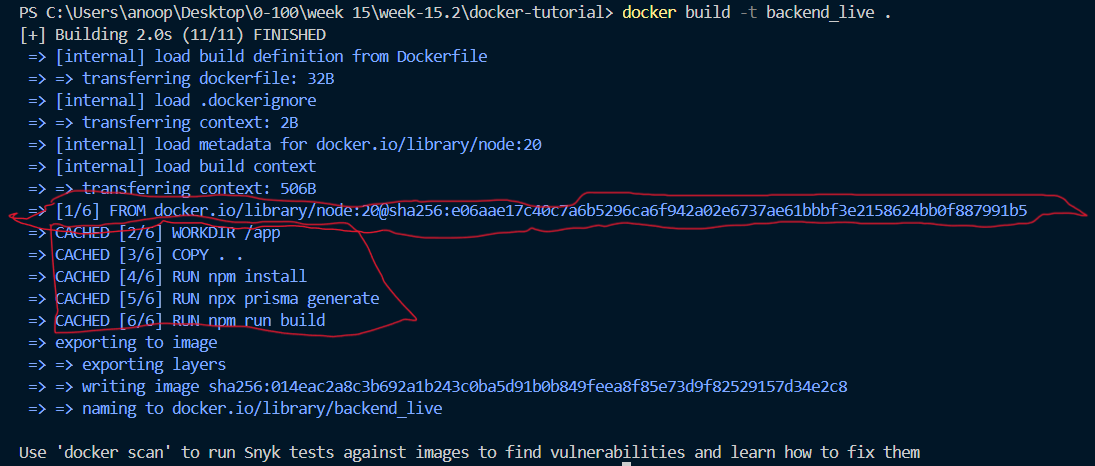 PS C:\Users\anoop\Desktop\0-100\week 15\week-15.2\docker-tutorial> docker build -t backend_live .
[+] Building 2.0s (11/11) FINISHED
=> [internal] load build definition from Dockerfile
=> => transferring dockerfile: 32B
=> [internal] load .dockerignore
=> => transferring context: 2B
=> [internal] load metadata for docker.io/library/node:20
=> [internal] load build context
=> => transferring context: 506B
=> [1/6] FROM docker.io/library/node:20@sha256:e06aae17c40c7a6b5296ca6f942a02e6737ae61bbbf3e2158624bb0f887991b5
=> CACHED [2/6] WORKDIR /app
=> CACHED [3/6] COPY . .
=> CACHED [4/6] RUN npm install
=> CACHED [5/6] RUN npx prisma generate
=> CACHED [6/6] RUN npm run build
=> exporting to image
=> => exporting layers
=> => writing image sha256:014eac2a8c3b692a1b243c0ba5d91b0b849feea8f85e73d9f82529157d34e2c8
=> => naming to docker.io/library/backend_live
Use 'docker scan' to run Snyk tests against images to find vulnerabilities and learn how to fix them